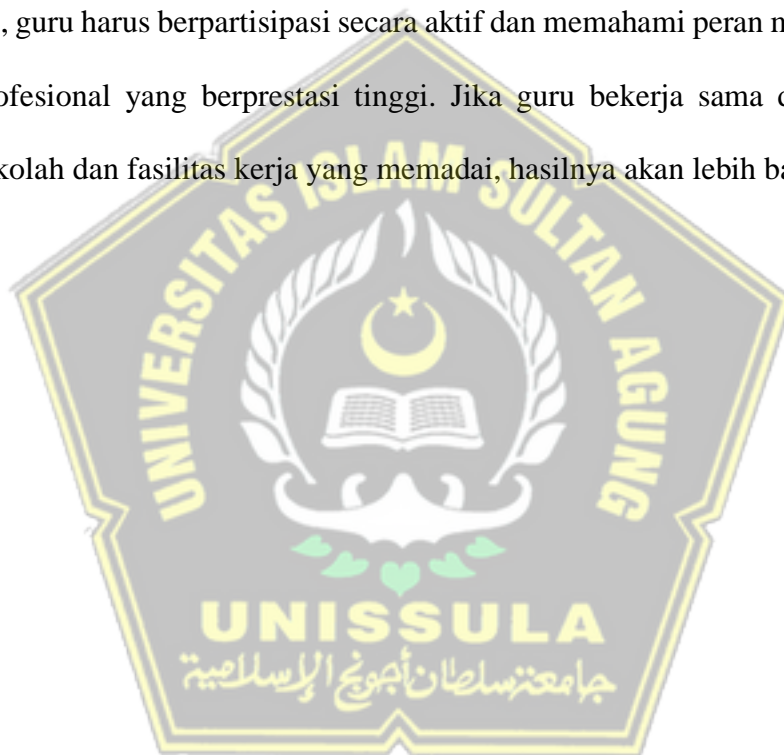 , guru harus berpartisipasi secara aktif dan memahami peran
ofesional yang berprestasi tinggi. Jika guru bekerja sama
kolah dan fasilitas kerja yang memadai, hasilnya akan lebih
UNIVERSITAS ISLAM SULTAN AGUNG
UNISSULA
جامعة سلطان أجونج الإسلامية